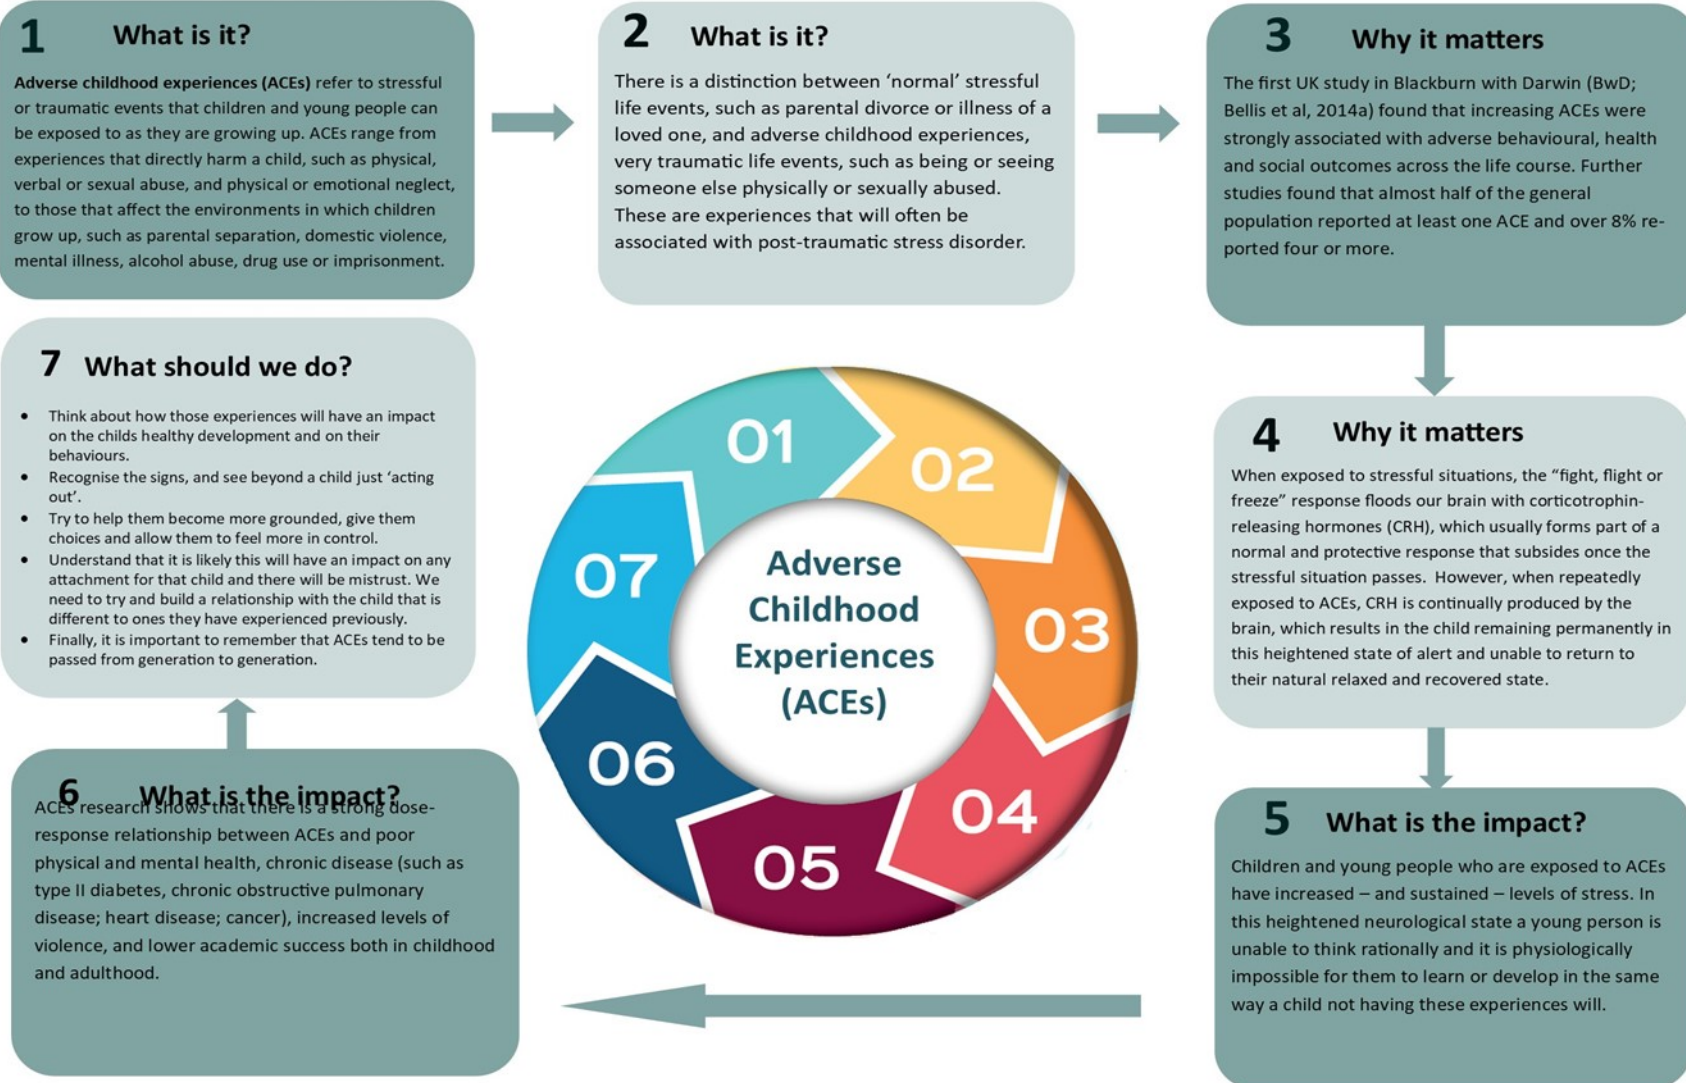 1 What is it?
Adverse childhood experiences (ACEs) refer to stressful
or traumatic events that children and young people can
be exposed to as they are growing up. ACEs range from
experiences that directly harm a child, such as physical,
verbal or sexual abuse, and physical or emotional neglect,
to those that affect the environments in which children
grow up, such as parental separation, domestic violence,
mental illness, alcohol abuse, drug use or imprisonment.
2 What is it?
There is a distinction between ‘normal’ stressful
life events, such as parental divorce or illness of a
loved one, and adverse childhood experiences,
very traumatic life events, such as being or seeing
someone else physically or sexually abused.
These are experiences that will often be
associated with post-traumatic stress disorder.
3 Why it matters
The first UK study in Blackburn with Darwin (BwD;
Bellis et al, 2014a) found that increasing ACEs were
strongly associated with adverse behavioural, health
and social outcomes across the life course. Further
studies found that almost half of the general
population reported at least one ACE and over 8% re-
ported four or more.
4 Why it matters
When exposed to stressful situations, the “fight, flight or
freeze” response floods our brain with corticotrophin-
releasing hormones (CRH), which usually forms part of a
normal and protective response that subsides once the
stressful situation passes. However, when repeatedly
exposed to ACEs, CRH is continually produced by the
brain, which results in the child remaining permanently in
this heightened state of alert and unable to return to
their natural relaxed and recovered state.
5 What is the impact?
Children and young people who are exposed to ACEs
have increased – and sustained – levels of stress. In
this heightened neurological state a young person is
unable to think rationally and it is physiologically
impossible for them to learn or develop in the same
way a child not having these experiences will.
6 What is the impact?
ACEs research shows that there is a strong dose-
response relationship between ACEs and poor
physical and mental health, chronic disease (such as
type II diabetes, chronic obstructive pulmonary
disease; heart disease; cancer), increased levels of
violence, and lower academic success both in childhood
and adulthood.
7 What should we do?
• Think about how those experiences will have an impact
on the childs healthy development and on their
behaviours.
• Recognise the signs, and see beyond a child just ‘acting
out’.
• Try to help them become more grounded, give them
choices and allow them to feel more in control.
• Understand that it is likely this will have an impact on any
attachment for that child and there will be mistrust. We
need to try and build a relationship with the child that is
different to ones they have experienced previously.
• Finally, it is important to remember that ACEs tend to be
passed from generation to generation.
01
02
03
04
05
06
07
Adverse
Childhood
Experiences
(ACEs)